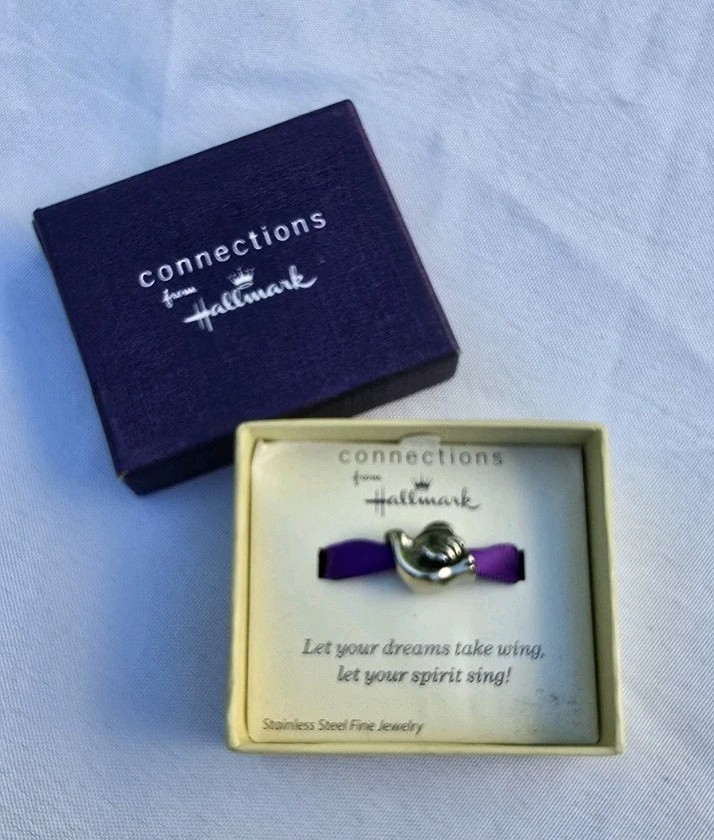 connections
from
Hallmark
connections
from
Hallmark
Let your dreams take wing,
let your spirit sing!
Stainless Steel Fine Jewelry